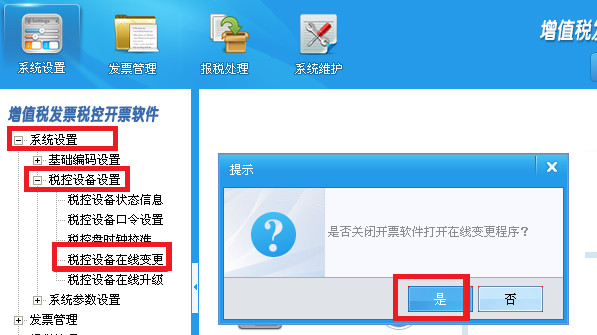 系统设置
发票管理
报税处理
系统维护
增值税发
增值税发票税控开票软件
系统设置
基础编码设置
税控设备设置
税控设备状态信息
税控设备口令设置
税控盘时钟校准
税控设备在线变更
税控设备在线升级
系统参数设置
发票管理
提示
是否关闭开票软件打开在线变更程序？
是
否